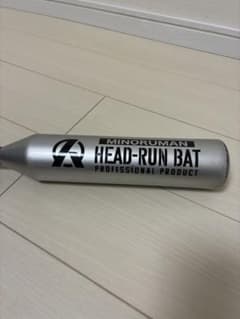 MINORUMAN
HEAD-RUN BAT
PROFESSIONAL PRODUCT